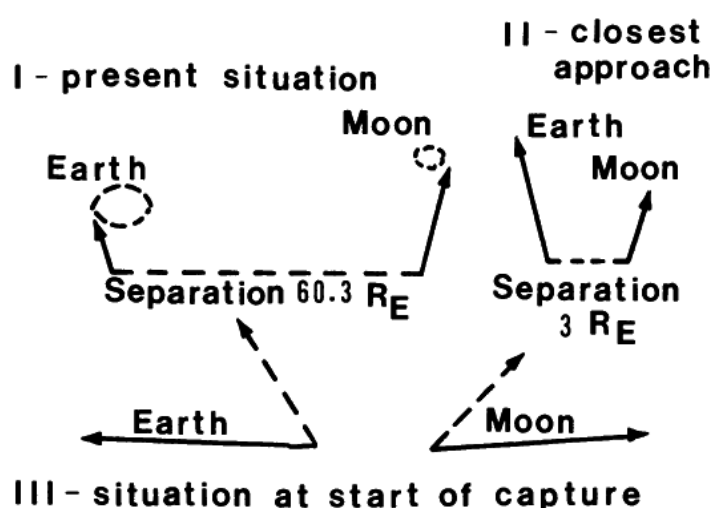 I - present situation
II - closest
approach
Moon
Earth
Earth
Moon
Separation 60.3 RE
Separation
3 RE
Earth
Moon
III - situation at start of capture